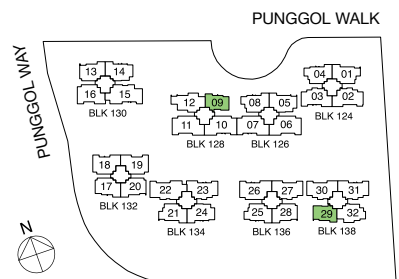 PUNGGOL WALK
PUNGGOL WAY
13 14
16 15
BLK 130
12 09
11 10
BLK 128
08 05
07 06
BLK 126
04 01
03 02
BLK 124
18 19
17 20
BLK 132
22 23
21 24
BLK 134
26 27
25 28
BLK 136
30 31
29 32
BLK 138
N